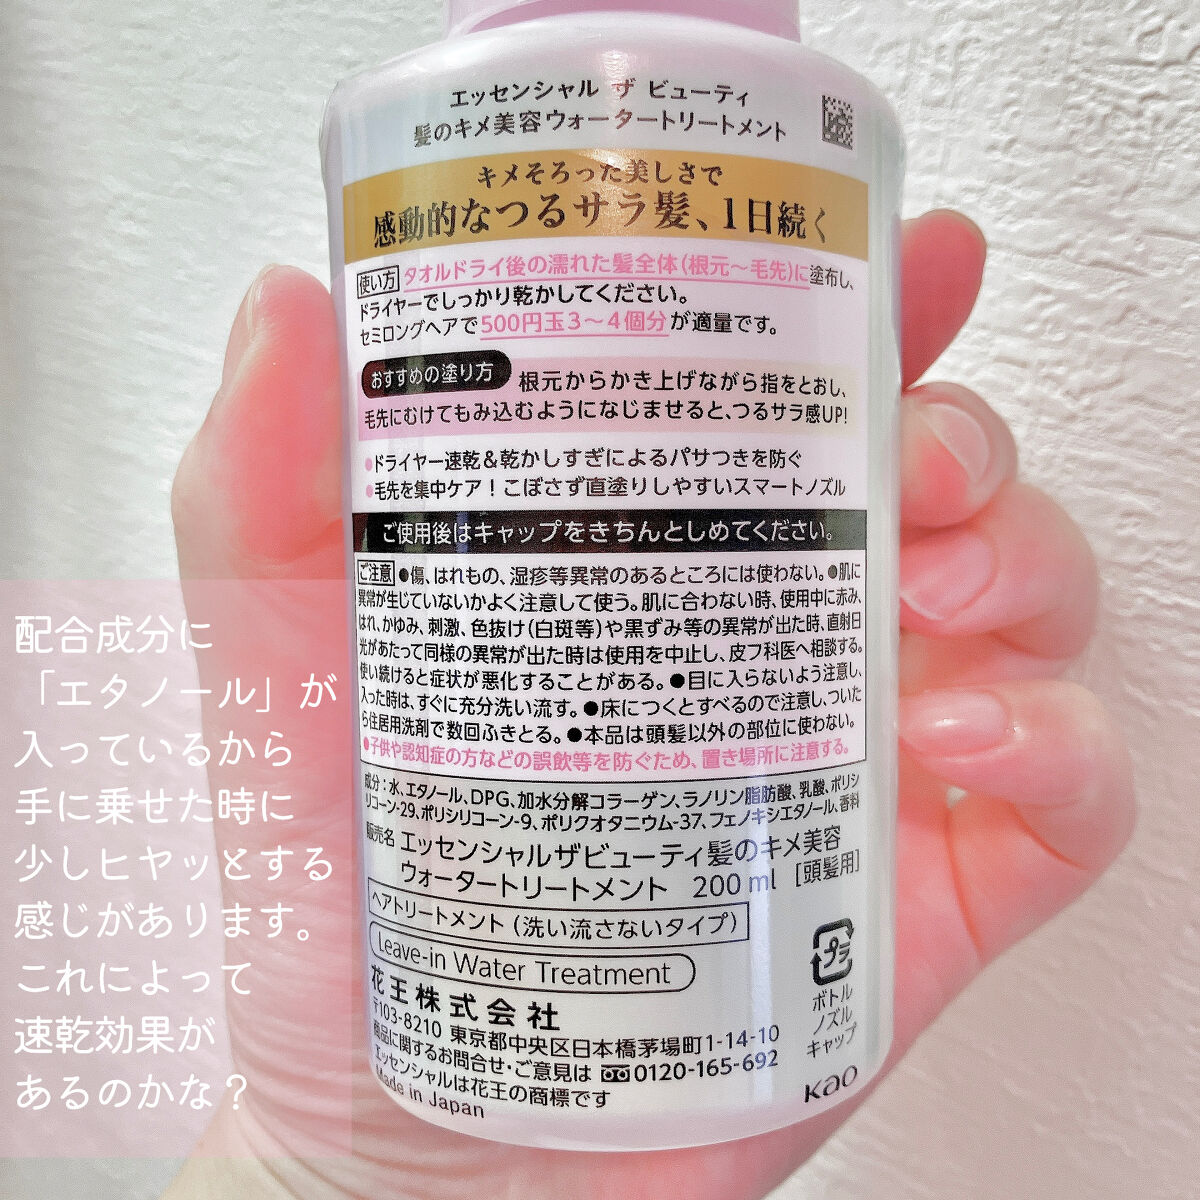 エッセンシャル ザ ビューティ
髪のキメ美容ウォータートリートメント
キメそろった美しさで
感動的なつるサラ髪、1日続く
使い方 タオルドライ後の濡れた髪全体(根元～毛先)に塗布し、
ドライヤーでしっかり乾かしてください。
セミロングヘアで500円玉3～4個分が適量です。
おすすめの塗り方 根元からかき上げながら指をとおし、
毛先にむけてもみ込むようになじませると、つるサラ感UP!
●ドライヤー速乾&乾かしすぎによるパサつきを防ぐ
●毛先を集中ケア!こぼさず直塗りしやすいスマートノズル
ご使用後はキャップをきちんとしめてください。
ご注意 ●傷、はれもの、湿疹等異常のあるところには使わない。●肌に
異常が生じていないかよく注意して使う。肌に合わない時、使用中に赤み、
はれ、かゆみ、刺激、色抜け(白斑等)や黒ずみ等の異常が出た時、直射日
光があたって同様の異常が出た時は使用を中止し、皮フ科医へ相談する。
使い続けると症状が悪化することがある。●目に入らないよう注意し、
入った時は、すぐに充分洗い流す。●床につくとすべるので注意し、ついた
ら住居用洗剤で数回ふきとる。●本品は頭髪以外の部位に使わない。
●子供や認知症の方などの誤飲等を防ぐため、置き場所に注意する。
成分:水、エタノール、DPG、加水分解コラーゲン、ラノリン脂肪酸、乳酸、ポリシ
リコーン-29、ポリシリコーン-9、ポリクオタニウム-37、フェノキシエタノール、香料
販売名 エッセンシャルザビューティ髪のキメ美容
ウォータートリートメント 200ml [頭髪用]
ヘアトリートメント(洗い流さないタイプ)
Leave-in Water Treatment
花王株式会社
〒103-8210 東京都中央区日本橋茅場町1-14-10
商品に関するお問合せ・ご意見は 0120-165-692
エッセンシャルは花王の商標です
Made in Japan
プラ
ボトル
ノズル
キャップ
Kao
配合成分に
「エタノール」が
入っているから
手に乗せた時に
少しヒヤッとする
感じがあります。
これによって
速乾効果が
あるのかな？